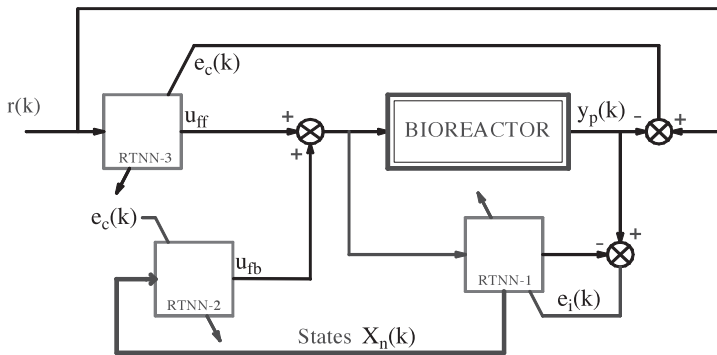 e_c(k)
r(k)
u_ff
+
+
RTNN-3
BIOREACTOR
y_p(k)
-
+
e_c(k)
RTNN-2
u_fb
RTNN-1
-
+
e_i(k)
States X_n(k)